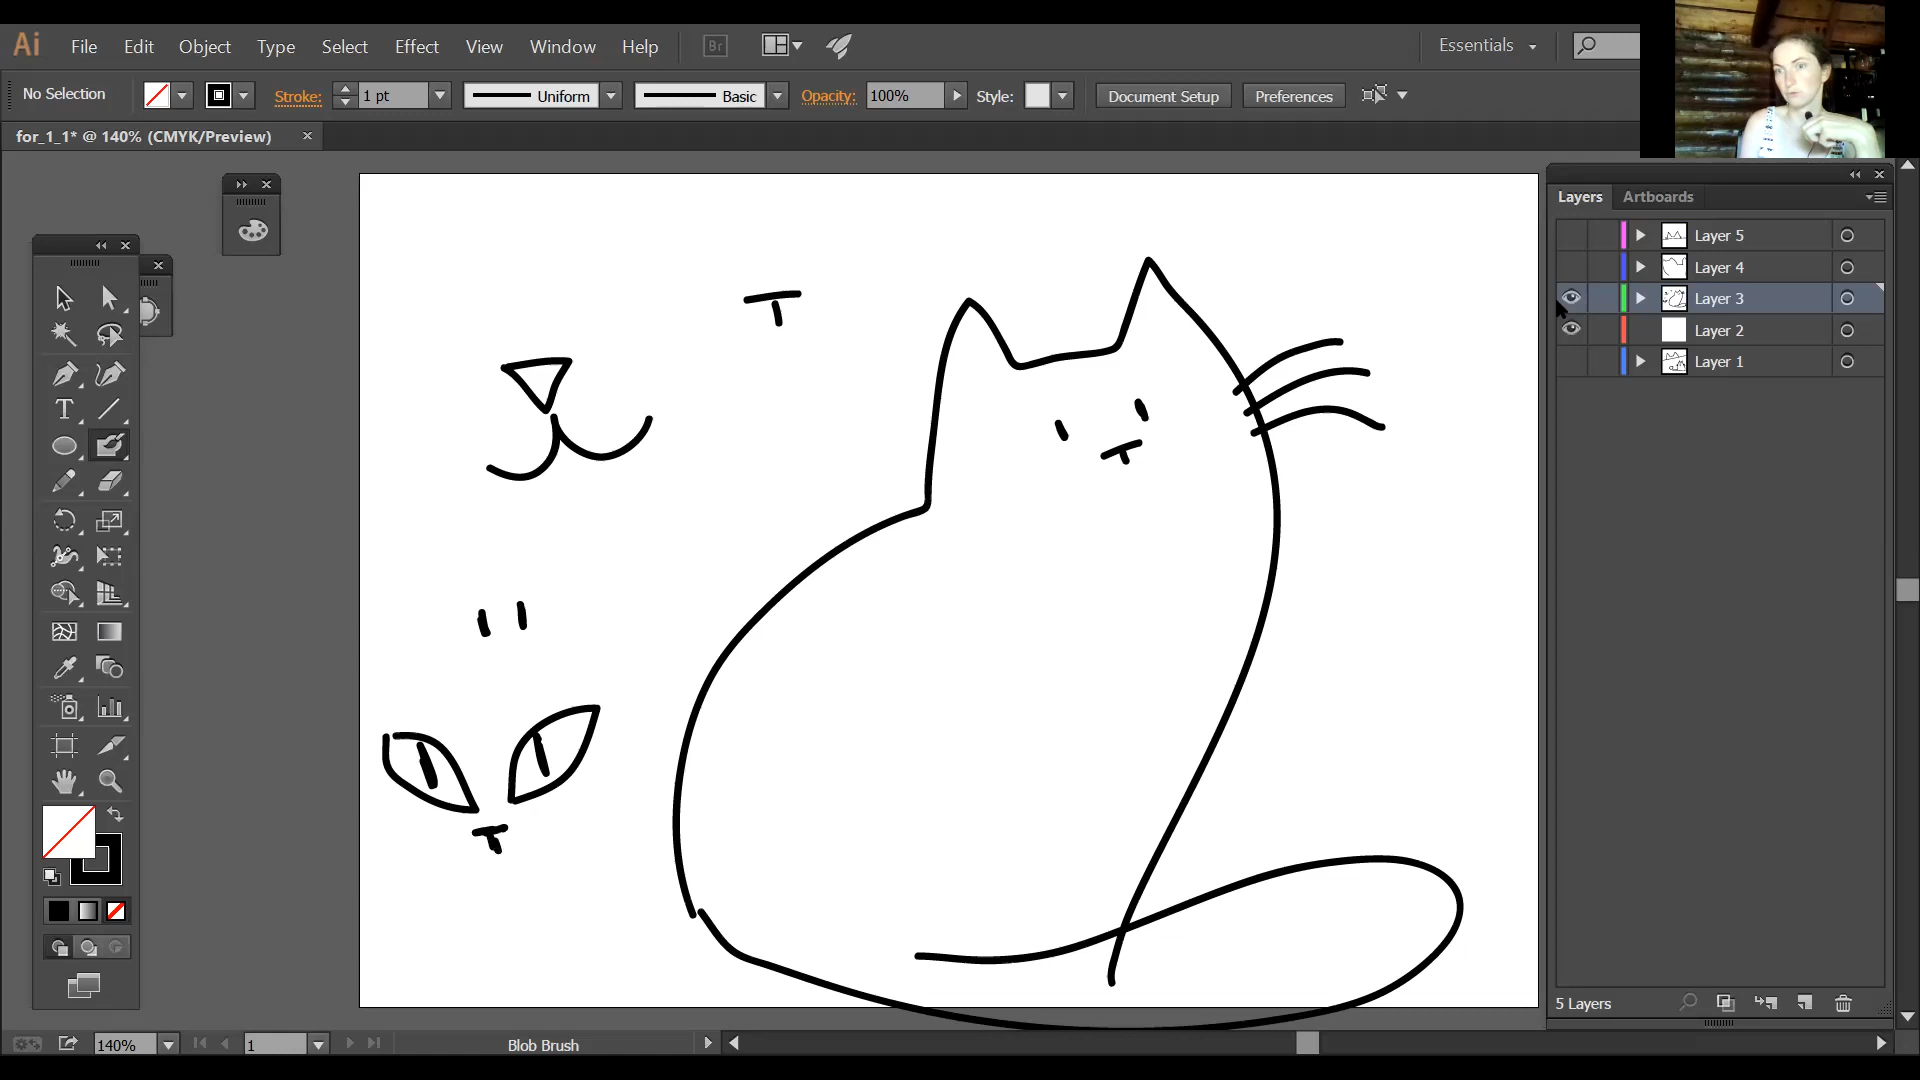 Ai File Edit Object Type Select Effect View Window Help Br Essentials
No Selection Stroke: 1 pt Uniform Basic Opacity: 100% Style: Document Setup Preferences
for_1_1* @ 140% (CMYK/Preview)
Layers Artboards
Layer 5
Layer 4
Layer 3
Layer 2
Layer 1
5 Layers
140% 1 Blob Brush